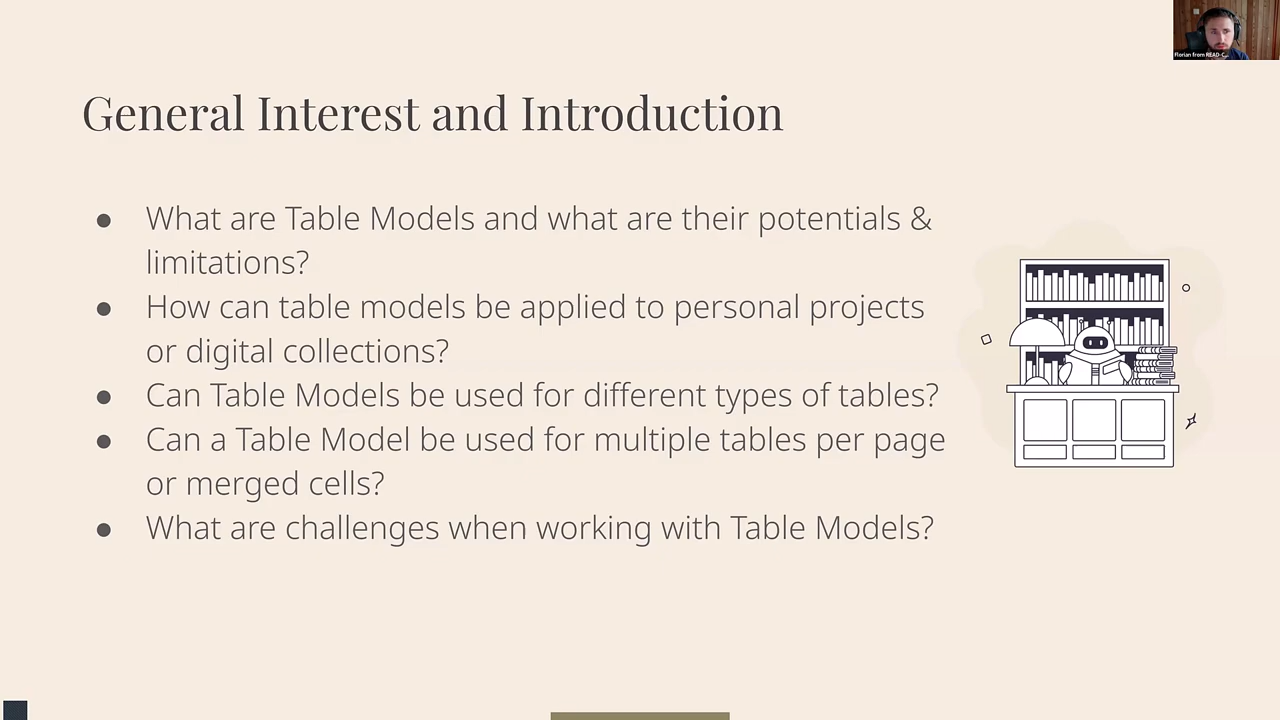 Florian from READ-C...
General Interest and Introduction
● What are Table Models and what are their potentials &
limitations?
● How can table models be applied to personal projects
or digital collections?
● Can Table Models be used for different types of tables?
● Can a Table Model be used for multiple tables per page
or merged cells?
● What are challenges when working with Table Models?